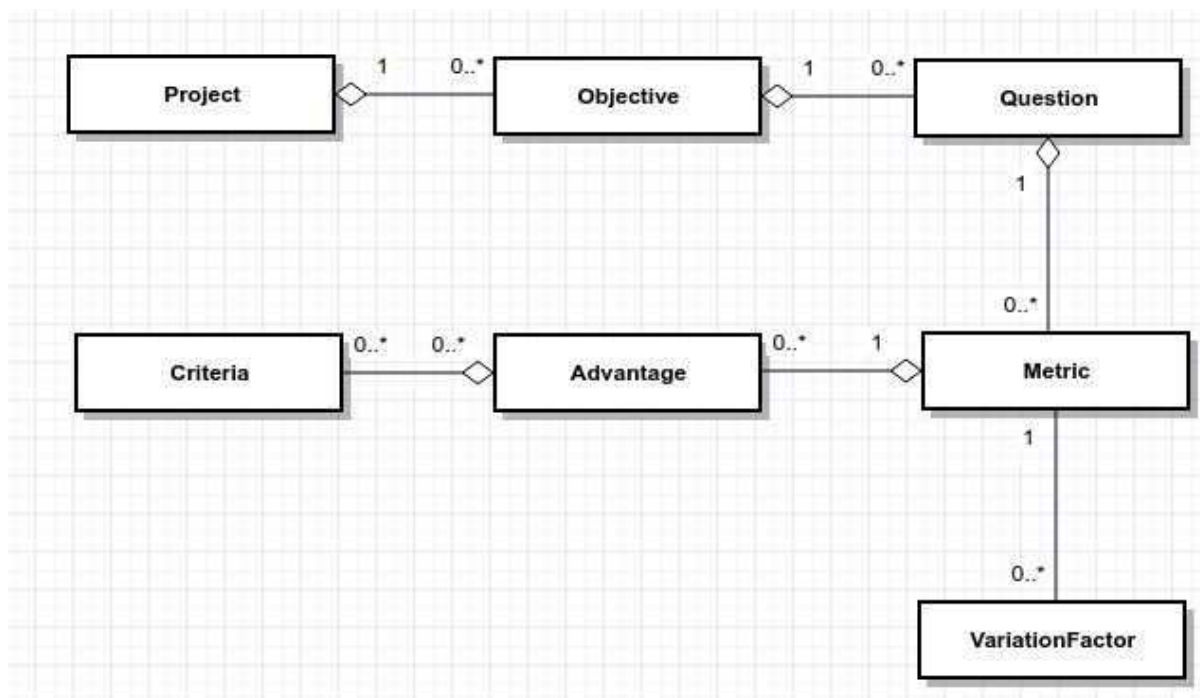 Project
1
0..*
Objective
1
0..*
Question
1
0..*
Criteria
0..*
0..*
Advantage
0..*
1
Metric
1
0..*
VariationFactor